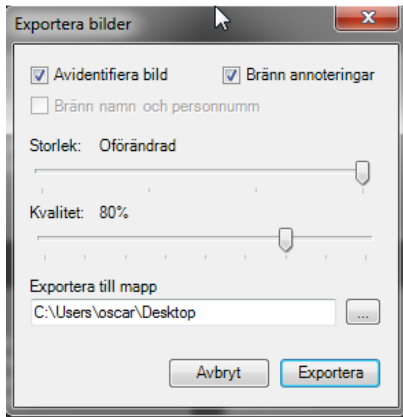 Exportera bilder
Avidentifiera bild Bränn annoteringar
Bränn namn och personnumm
Storlek: Oförändrad
Kvalitet: 80%
Exportera till mapp
C:\Users\oscar\Desktop ...
Avbryt Exportera